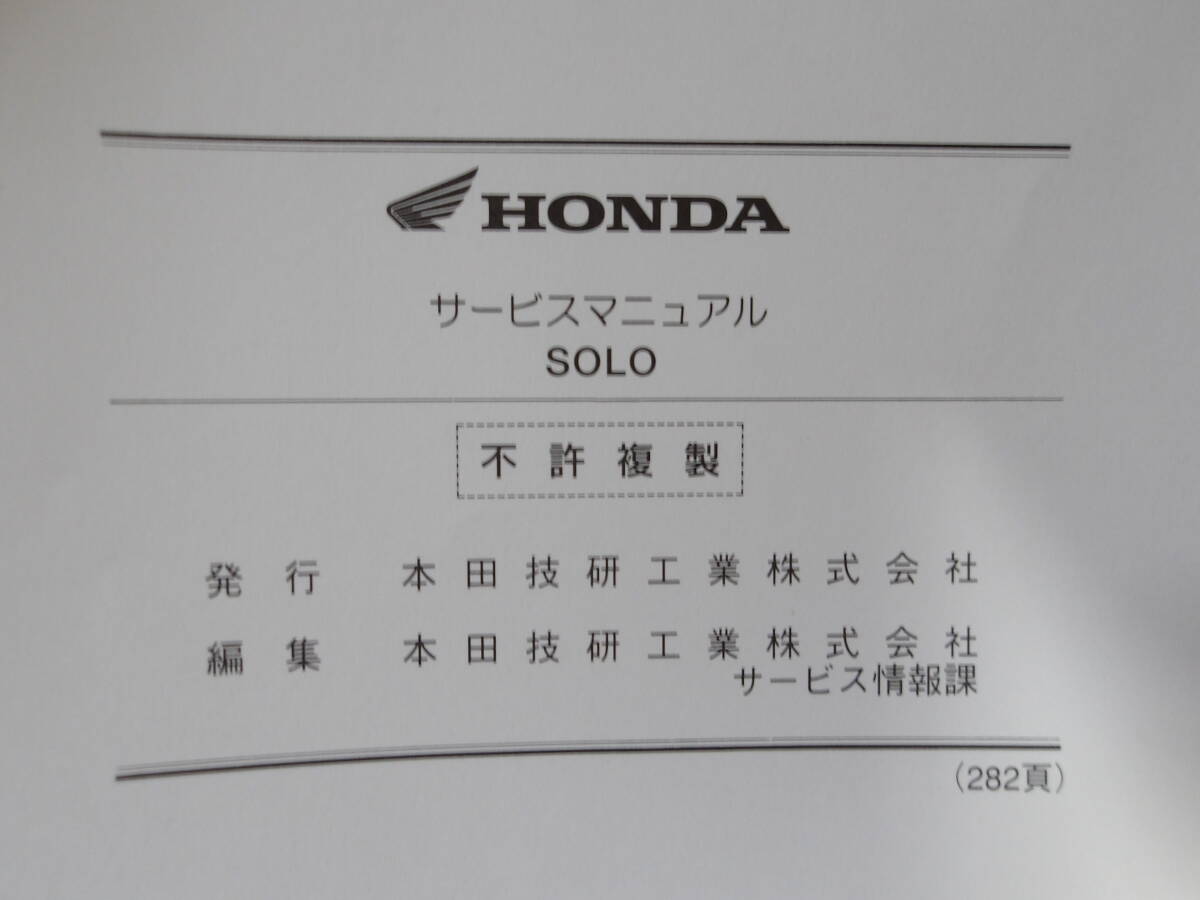 HONDA
サービスマニュアル
SOLO
不許複製
発行 本田技研工業株式会社
編集 本田技研工業株式会社
サービス情報課
(282頁)